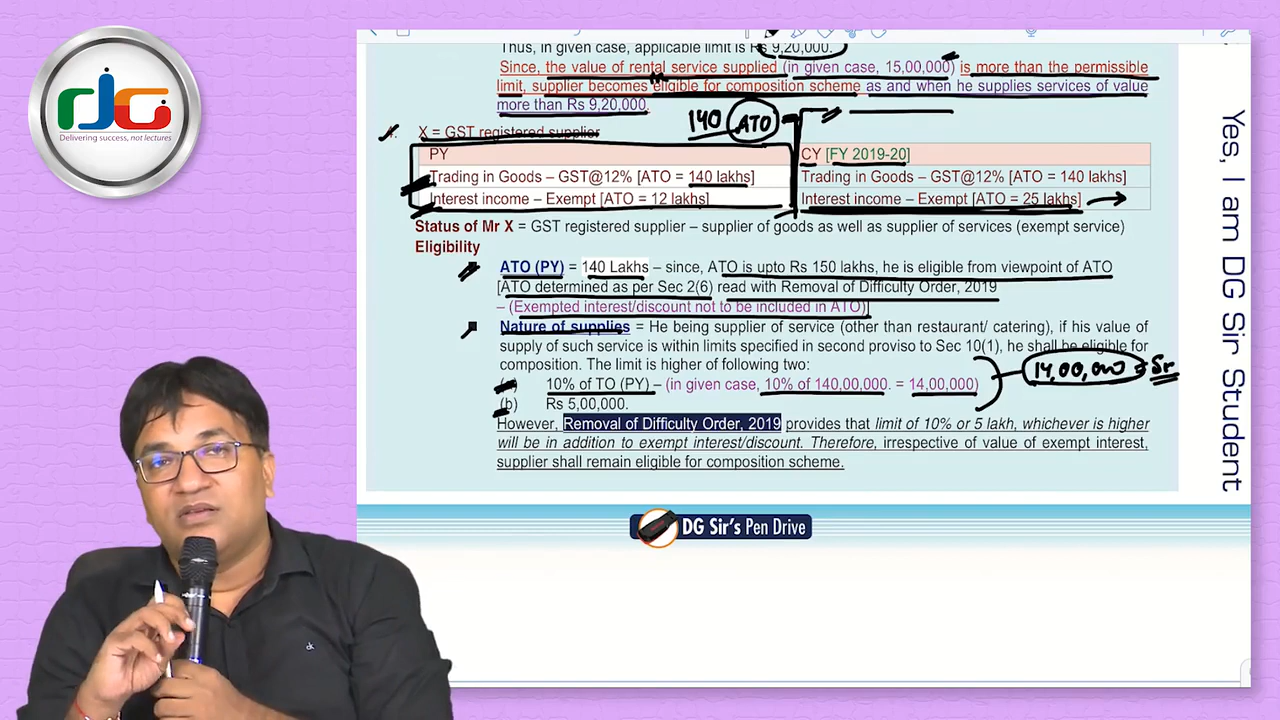 Thus, in given case, applicable limit is Rs 9,20,000.
Since, the value of rental service supplied (in given case, 15,00,000) is more than the permissible
limit, supplier becomes eligible for composition scheme as and when he supplies services of value
more than Rs 9,20,000.
140 ATO
X = GST registered supplier
PY
CY [FY 2019-20]
Trading in Goods – GST@12% [ATO = 140 lakhs]
Trading in Goods – GST@12% [ATO = 140 lakhs]
Interest income – Exempt [ATO = 12 lakhs]
Interest income – Exempt [ATO = 25 lakhs]
Status of Mr X = GST registered supplier – supplier of goods as well as supplier of services (exempt service)
Eligibility
ATO (PY) = 140 Lakhs – since, ATO is upto Rs 150 lakhs, he is eligible from viewpoint of ATO
[ATO determined as per Sec 2(6) read with Removal of Difficulty Order, 2019
– (Exempted interest/discount not to be included in ATO)]
Nature of supplies = He being supplier of service (other than restaurant/ catering), if his value of
supply of such service is within limits specified in second proviso to Sec 10(1), he shall be eligible for
composition. The limit is higher of following two:
10% of TO (PY) – (in given case, 10% of 140,00,000. = 14,00,000)
14,00,000
(b) Rs 5,00,000.
However, Removal of Difficulty Order, 2019 provides that limit of 10% or 5 lakh, whichever is higher
will be in addition to exempt interest/discount. Therefore, irrespective of value of exempt interest,
supplier shall remain eligible for composition scheme.
DG Sir's Pen Drive
Yes, I am DG Sir Student
Delivering success, not lectures